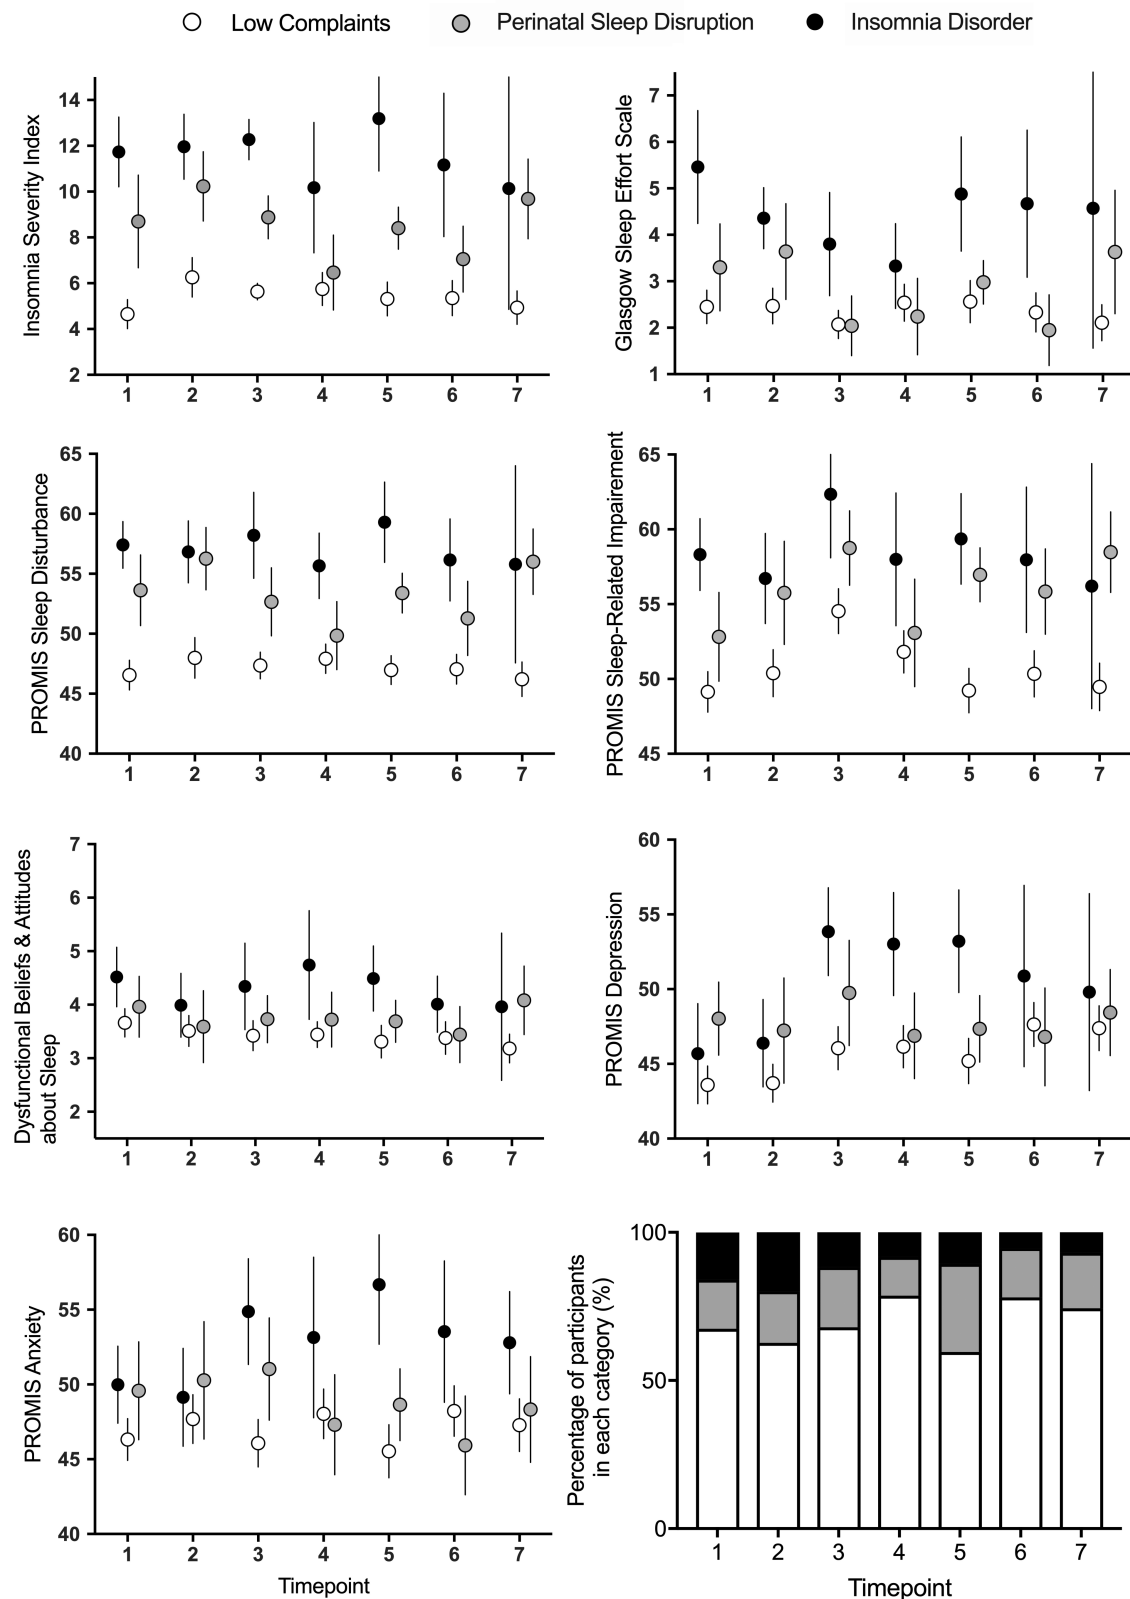 Low Complaints
Perinatal Sleep Disruption
Insomnia Disorder
Insomnia Severity Index
14
12
10
8
6
4
2
1 2 3 4 5 6 7
Glasgow Sleep Effort Scale
7
6
5
4
3
2
1
1 2 3 4 5 6 7
PROMIS Sleep Disturbance
65
60
55
50
45
40
1 2 3 4 5 6 7
PROMIS Sleep-Related Impairement
65
60
55
50
45
1 2 3 4 5 6 7
Dysfunctional Beliefs & Attitudes
about Sleep
7
6
5
4
3
2
1 2 3 4 5 6 7
PROMIS Depression
60
55
50
45
40
1 2 3 4 5 6 7
PROMIS Anxiety
60
55
50
45
40
1 2 3 4 5 6 7
Timepoint
Percentage of participants
in each category (%)
100
50
0
1 2 3 4 5 6 7
Timepoint